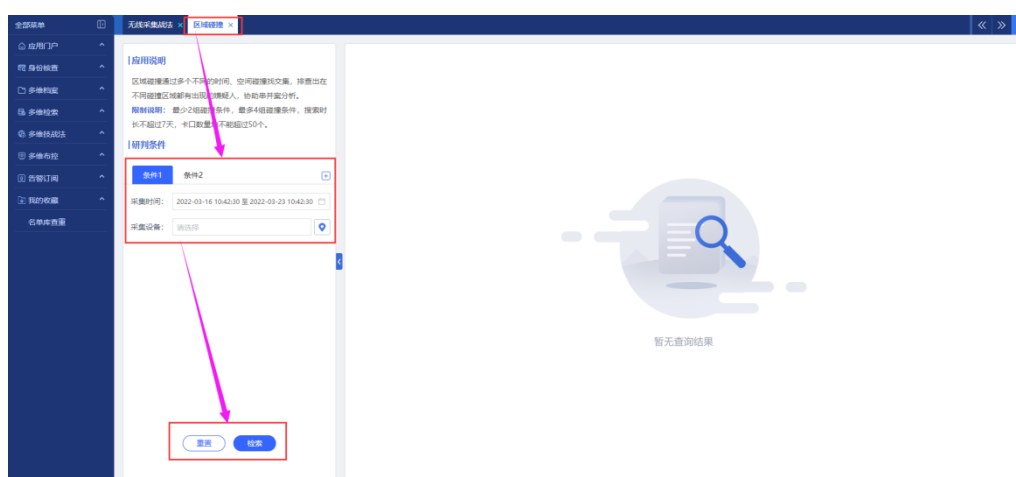 全部菜单
无线采集战法 ×
区域碰撞 ×
应用门户
身份核查
多维档案
多维检索
多维技战法
多维布控
告警订阅
我的收藏
名单库查重
应用说明
区域碰撞通过多个不同的时间、空间碰撞找交集，排查出在
不同碰撞区域都有出现的嫌疑人，协助串并案分析。
限制说明： 最少2组碰撞条件，最多4组碰撞条件，搜索时
长不超过7天，卡口数量均不能超过50个。
研判条件
条件1 条件2
采集时间： 2022-03-16 10:42:30 至 2022-03-23 10:42:30
采集设备： 请选择
重置 检索
暂无查询结果